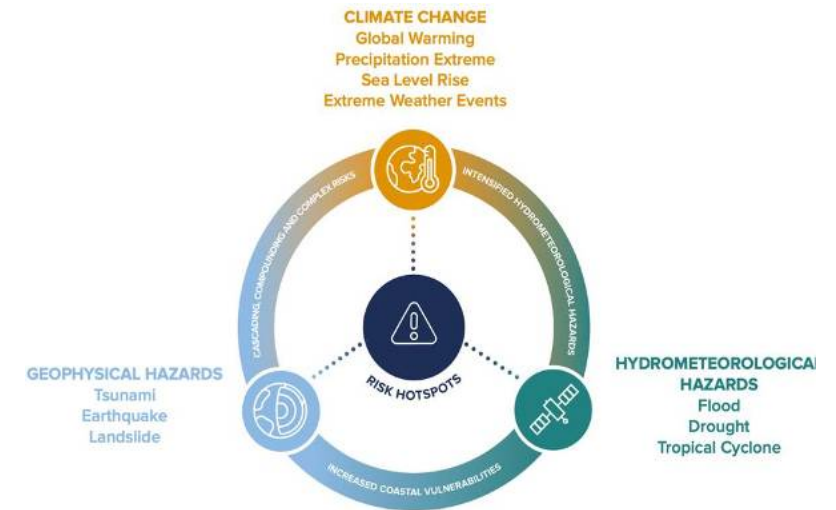 CLIMATE CHANGE
Global Warming
Precipitation Extreme
Sea Level Rise
Extreme Weather Events
CASCADING, COMPOUNDING AND COMPLEX RISKS
INTENSIFIED HYDROMETEOROLOGICAL HAZARDS
RISK HOTSPOTS
GEOPHYSICAL HAZARDS
Tsunami
Earthquake
Landslide
HYDROMETEOROLOGICAL
HAZARDS
Flood
Drought
Tropical Cyclone
INCREASED COASTAL VULNERABILITIES